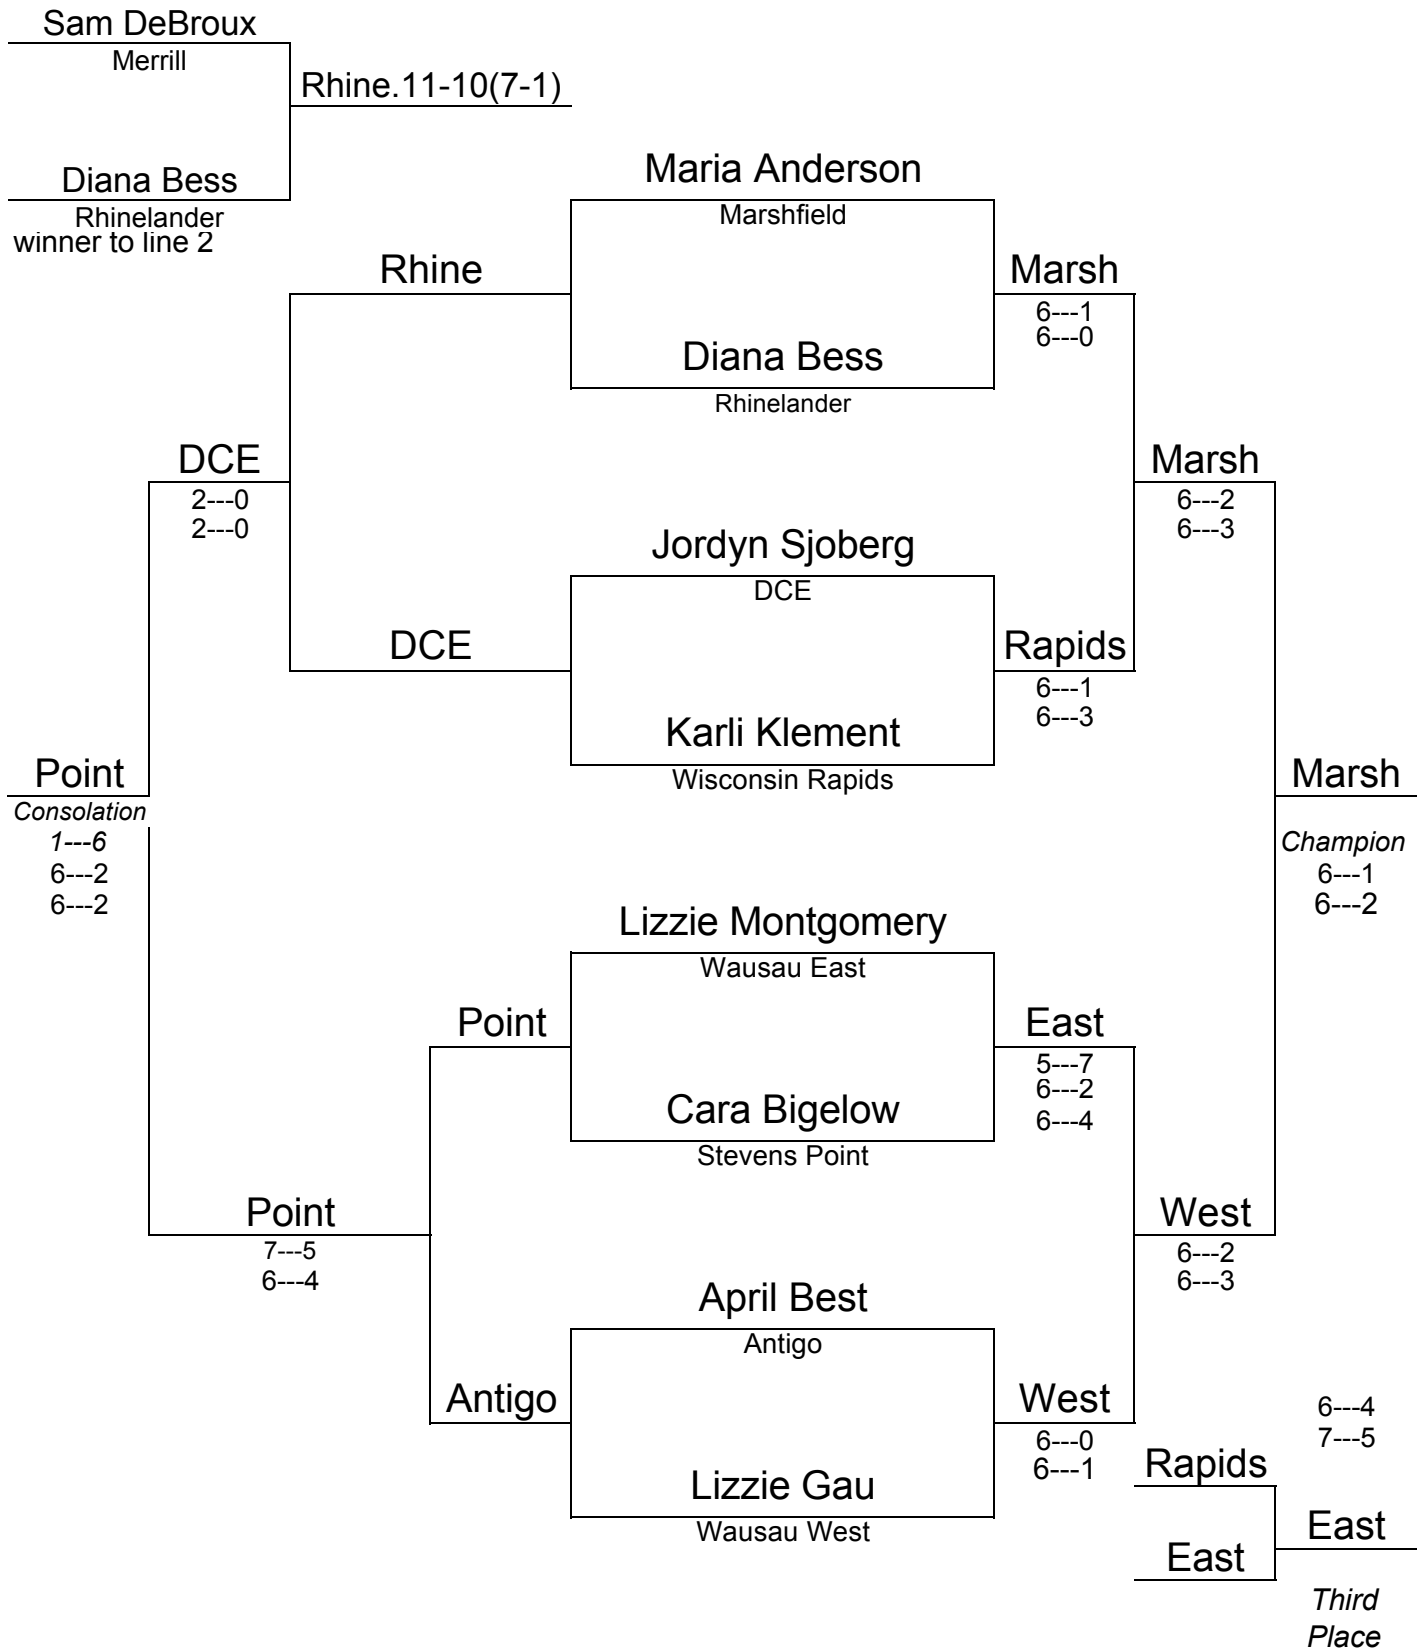 Sam DeBroux
Merrill
Rhine.11-10(7-1)
Diana Bess
Rhinelander
winner to line 2
Maria Anderson
Marshfield
Rhine
Marsh
6---1
6---0
Diana Bess
Rhinelander
DCE
2---0
2---0
Marsh
6---2
6---3
Jordyn Sjoberg
DCE
DCE
Rapids
6---1
6---3
Karli Klement
Wisconsin Rapids
Point
Consolation
1---6
6---2
6---2
Marsh
Champion
6---1
6---2
Lizzie Montgomery
Wausau East
Point
East
5---7
6---2
6---4
Cara Bigelow
Stevens Point
Point
7---5
6---4
West
6---2
6---3
April Best
Antigo
Antigo
West
6---0
6---1
Lizzie Gau
Wausau West
6---4
7---5
Rapids
East
East
Third
Place